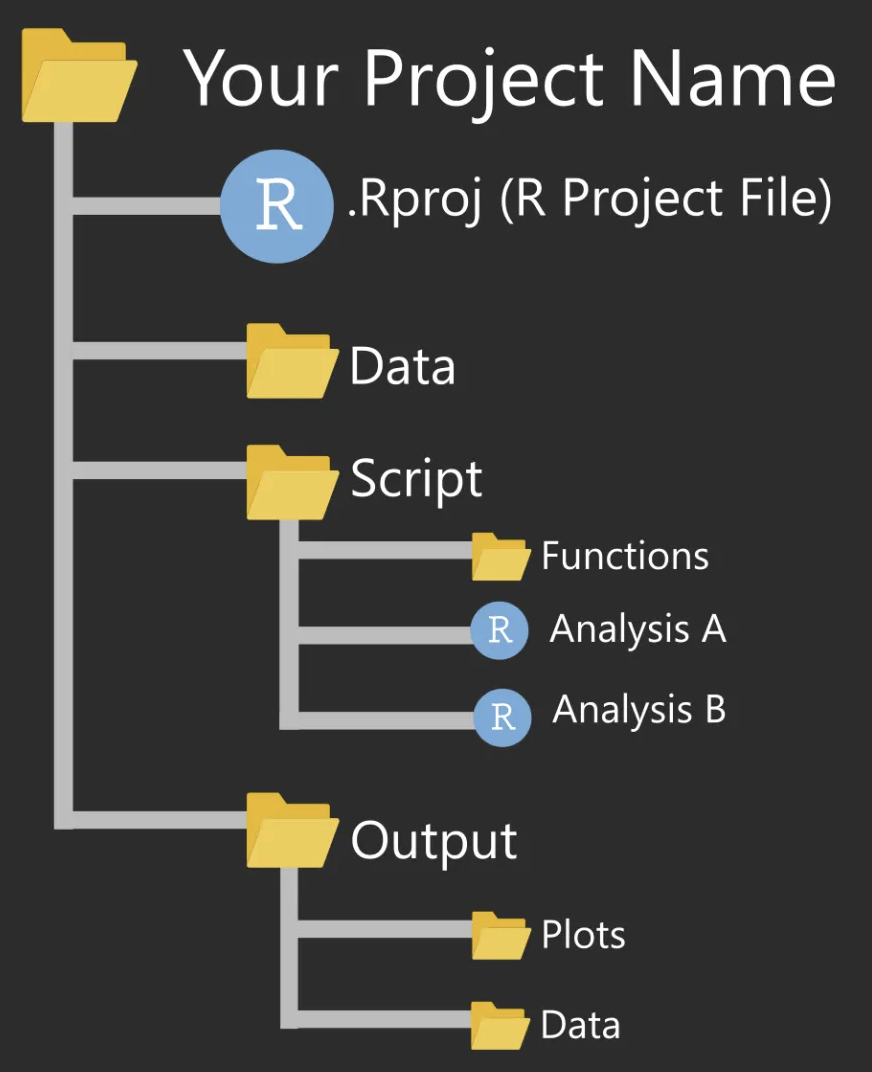 Your Project Name
R .Rproj (R Project File)
Data
Script
Functions
R Analysis A
R Analysis B
Output
Plots
Data